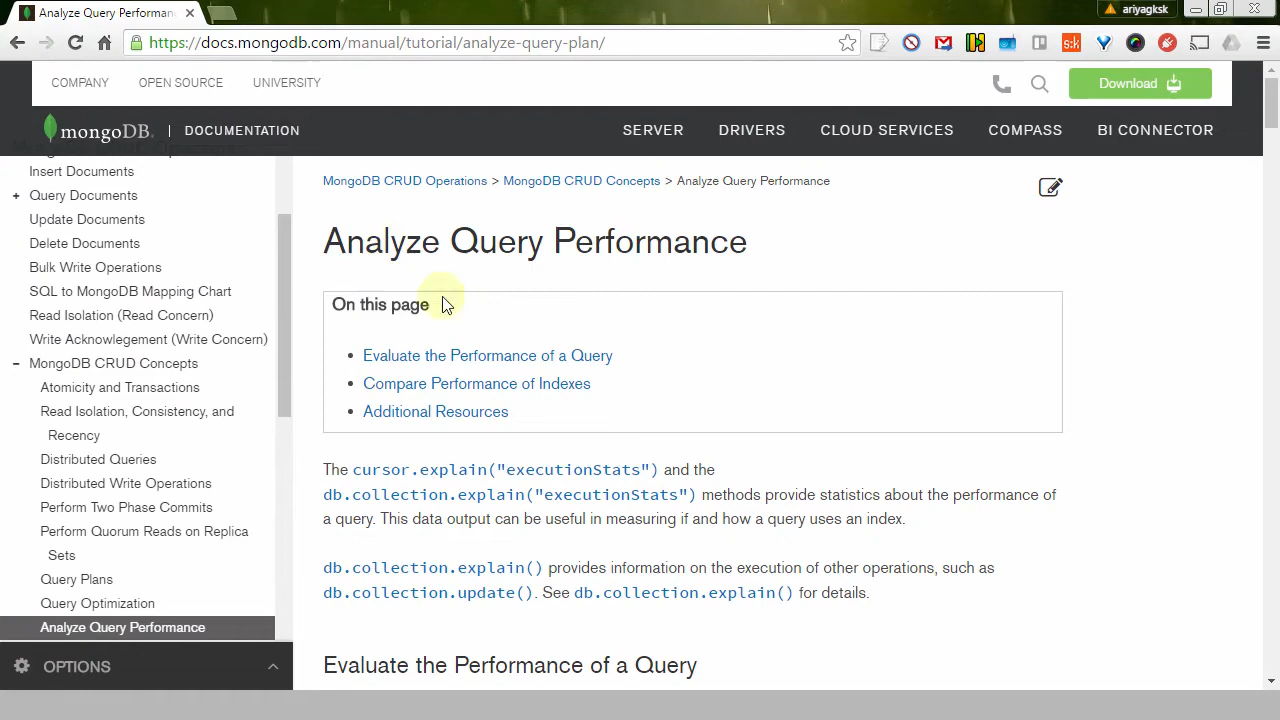 Analyze Query Performance
ariyagksk
https://docs.mongodb.com/manual/tutorial/analyze-query-plan/
COMPANY OPEN SOURCE UNIVERSITY
Download
mongoDB. | DOCUMENTATION
SERVER DRIVERS CLOUD SERVICES COMPASS BI CONNECTOR
Insert Documents
+ Query Documents
Update Documents
Delete Documents
Bulk Write Operations
SQL to MongoDB Mapping Chart
Read Isolation (Read Concern)
Write Acknowlegement (Write Concern)
− MongoDB CRUD Concepts
Atomicity and Transactions
Read Isolation, Consistency, and
Recency
Distributed Queries
Distributed Write Operations
Perform Two Phase Commits
Perform Quorum Reads on Replica
Sets
Query Plans
Query Optimization
Analyze Query Performance
OPTIONS
MongoDB CRUD Operations > MongoDB CRUD Concepts > Analyze Query Performance
Analyze Query Performance
On this page
• Evaluate the Performance of a Query
• Compare Performance of Indexes
• Additional Resources
The cursor.explain("executionStats") and the
db.collection.explain("executionStats") methods provide statistics about the performance of
a query. This data output can be useful in measuring if and how a query uses an index.
db.collection.explain() provides information on the execution of other operations, such as
db.collection.update(). See db.collection.explain() for details.
Evaluate the Performance of a Query